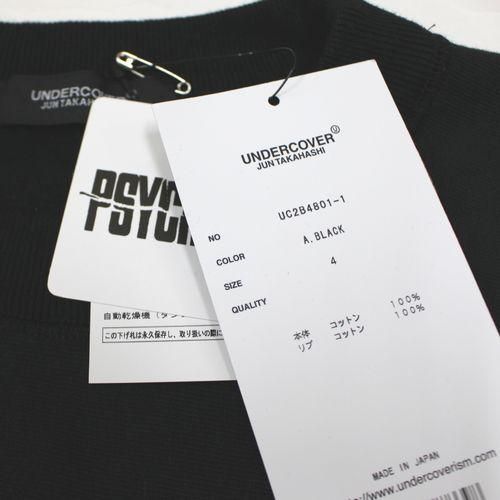 UNDERCOVER
JUN TAKAHASHI
PSYCH
自動乾燥機
この下げ札は永久保存し、取り扱いの際に
UNDERCOVER U
JUN TAKAHASHI
NO UC2B4801-1
COLOR A.BLACK
SIZE 4
QUALITY
本体 コットン 100%
リブ コットン 100%
MADE IN JAPAN
www.undercoverism.com